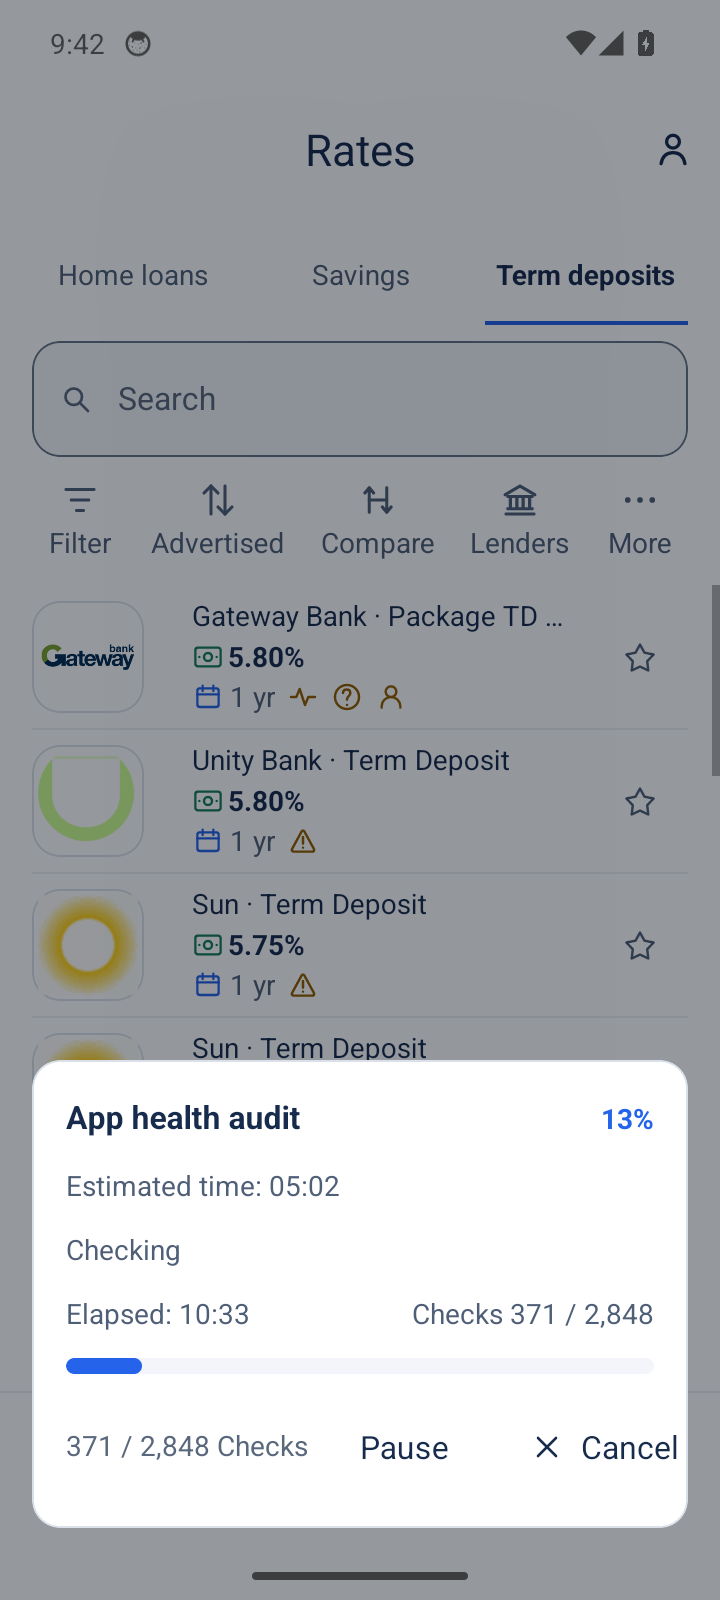 9:42
Rates
Home loans
Savings
Term deposits
Search
Filter
Advertised
Compare
Lenders
More
Gateway bank
Gateway Bank · Package TD ...
5.80%
1 yr
Unity Bank · Term Deposit
5.80%
1 yr
Sun · Term Deposit
5.75%
1 yr
Sun · Term Deposit
App health audit
13%
Estimated time: 05:02
Checking
Elapsed: 10:33
Checks 371 / 2,848
371 / 2,848 Checks
Pause
Cancel